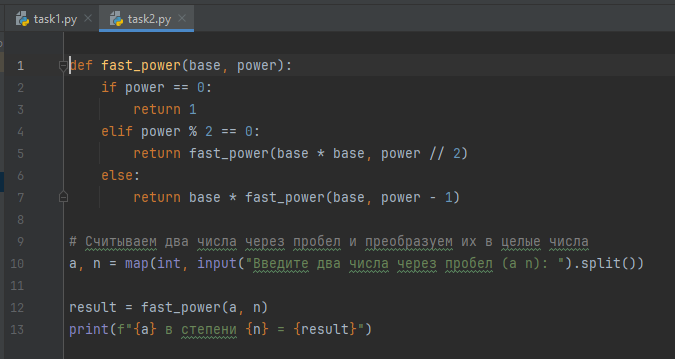 task1.py task2.py
1 def fast_power(base, power):
2 if power == 0:
3 return 1
4 elif power % 2 == 0:
5 return fast_power(base * base, power // 2)
6 else:
7 return base * fast_power(base, power - 1)
8
9 # Считываем два числа через пробел и преобразуем их в целые числа
10 a, n = map(int, input("Введите два числа через пробел (a n): ").split())
11
12 result = fast_power(a, n)
13 print(f"{a} в степени {n} = {result}")